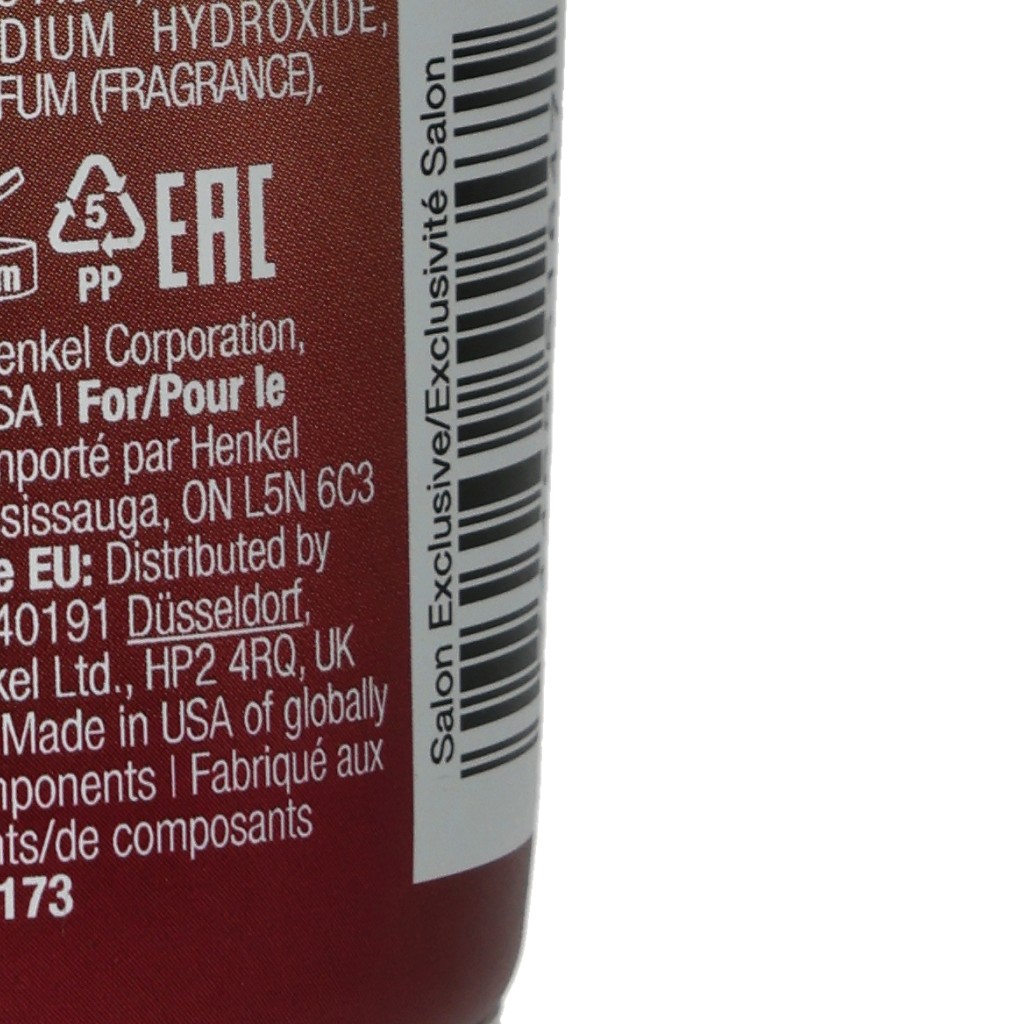 DIUM HYDROXIDE,
FUM (FRAGRANCE).
5
PP
EAC
m
enkel Corporation,
SA | For/Pour le
mporté par Henkel
sissauga, ON L5N 6C3
e EU: Distributed by
40191 Düsseldorf,
kel Ltd., HP2 4RQ, UK
Made in USA of globally
mponents | Fabriqué aux
nts/de composants
173
Salon Exclusive/Exclusivité Salon